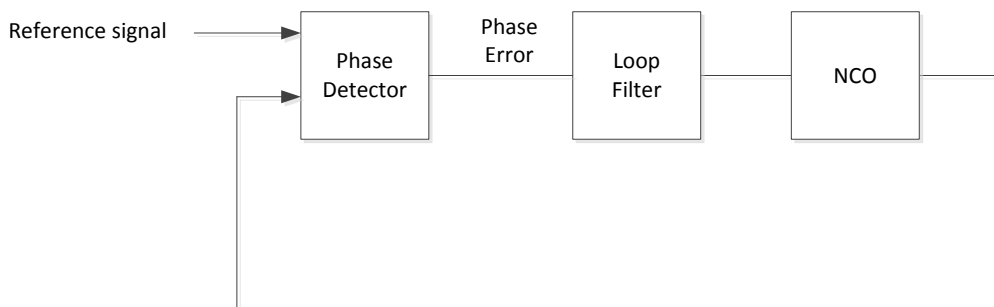 Reference signal
Phase
Detector
Phase
Error
Loop
Filter
NCO